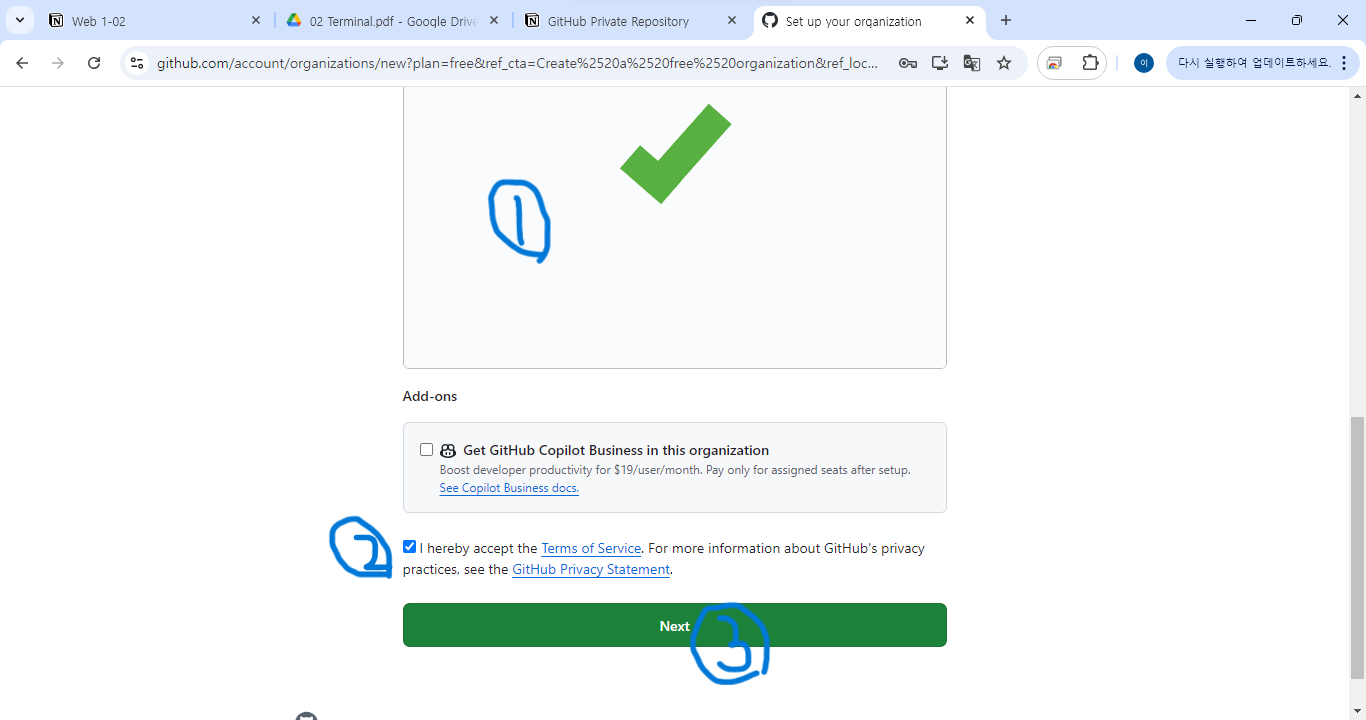 Web 1-02
02 Terminal.pdf - Google Drive
GitHub Private Repository
Set up your organization
github.com/account/organizations/new?plan=free&ref_cta=Create%2520a%2520free%2520organization&ref_loc...
이
다시 실행하여 업데이트하세요.
1
Add-ons
Get GitHub Copilot Business in this organization
Boost developer productivity for $19/user/month. Pay only for assigned seats after setup.
See Copilot Business docs.
2
I hereby accept the Terms of Service. For more information about GitHub's privacy
practices, see the GitHub Privacy Statement.
Next
3